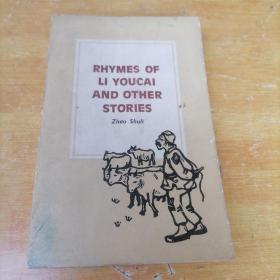 RHYMES OF
LI YOUCAI
AND OTHER
STORIES
Zhao Shuli